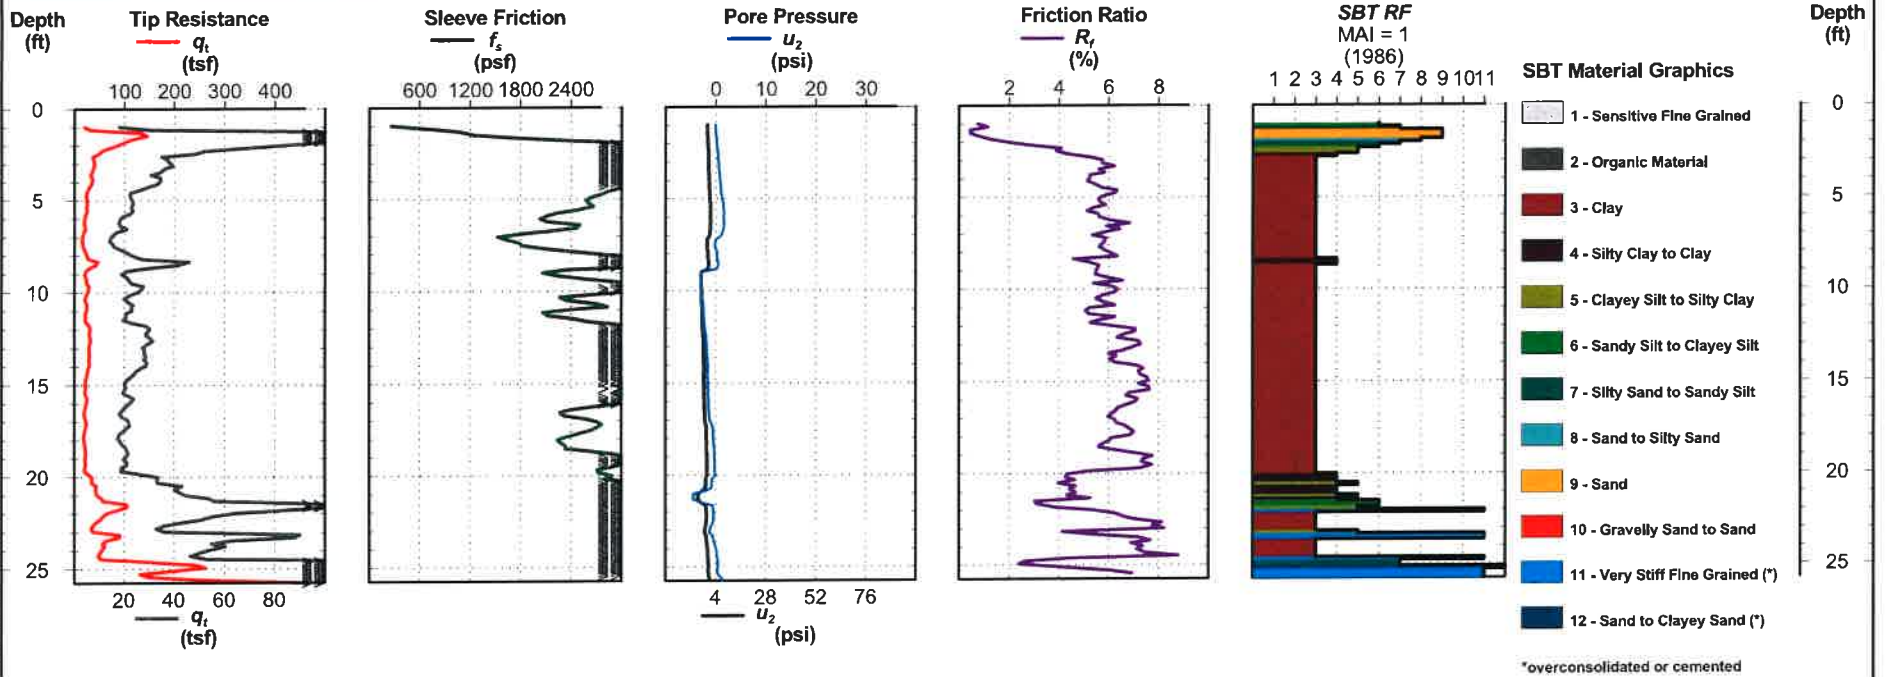 Depth
(ft)
Tip Resistance
qt
(tsf)
100 200 300 400
Sleeve Friction
fs
(psf)
600 1200 1800 2400
Pore Pressure
u2
(psi)
0 10 20 30
Friction Ratio
Rf
(%)
2 4 6 8
SBT RF
MAI = 1
(1986)
1 2 3 4 5 6 7 8 9 10 11
Depth
(ft)
0
5
10
15
20
25
20 40 60 80
qt
(tsf)
4 28 52 76
u2
(psi)
SBT Material Graphics
1 - Sensitive Fine Grained
2 - Organic Material
3 - Clay
4 - Silty Clay to Clay
5 - Clayey Silt to Silty Clay
6 - Sandy Silt to Clayey Silt
7 - Silty Sand to Sandy Silt
8 - Sand to Silty Sand
9 - Sand
10 - Gravelly Sand to Sand
11 - Very Stiff Fine Grained (*)
12 - Sand to Clayey Sand (*)
*overconsolidated or cemented
0
5
10
15
20
25